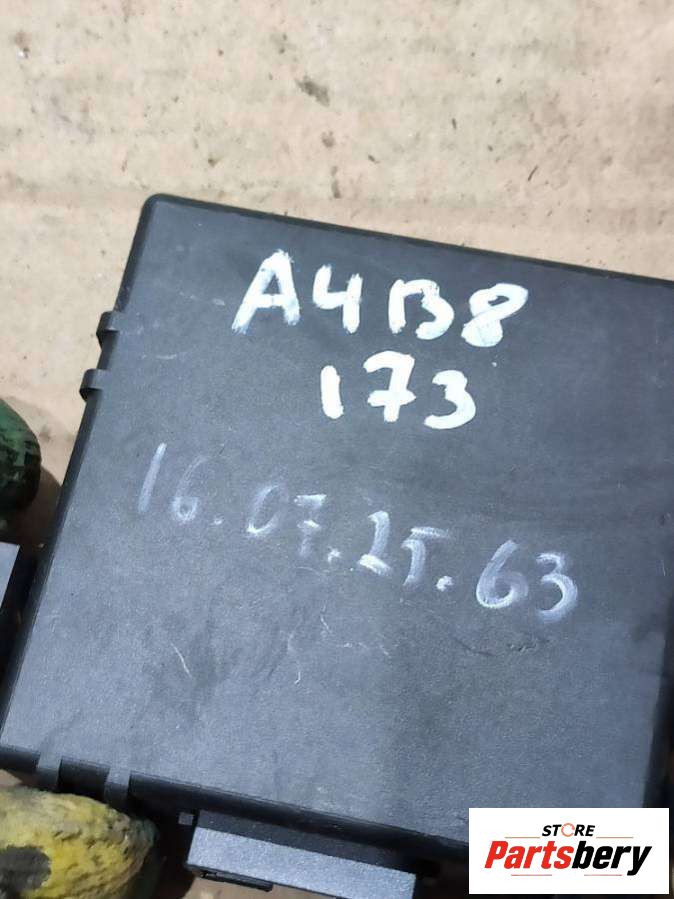 A4B8
173
16.07.25.63
STORE
Partsbery